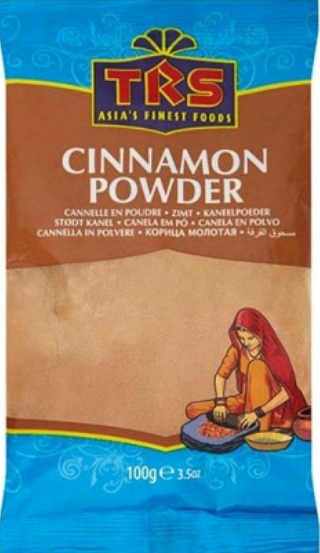 TRS
ASIA'S FINEST FOODS
CINNAMON
POWDER
CANNELLE EN POUDRE • ZIMT • KANEELPOEDER
STØDT KANEL • CANELA EM PÓ • CANELA EN POLVO
CANNELLA IN POLVERE • КОРИЦА МОЛОТАЯ • مسحوق القرفة
100g ℮ 3.5oz